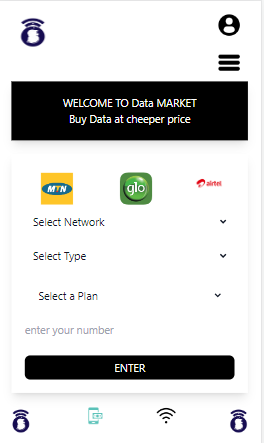 WELCOME TO Data MARKET
Buy Data at cheeper price
MTN
glo
airtel
Select Network
Select Type
Select a Plan
enter your number
ENTER